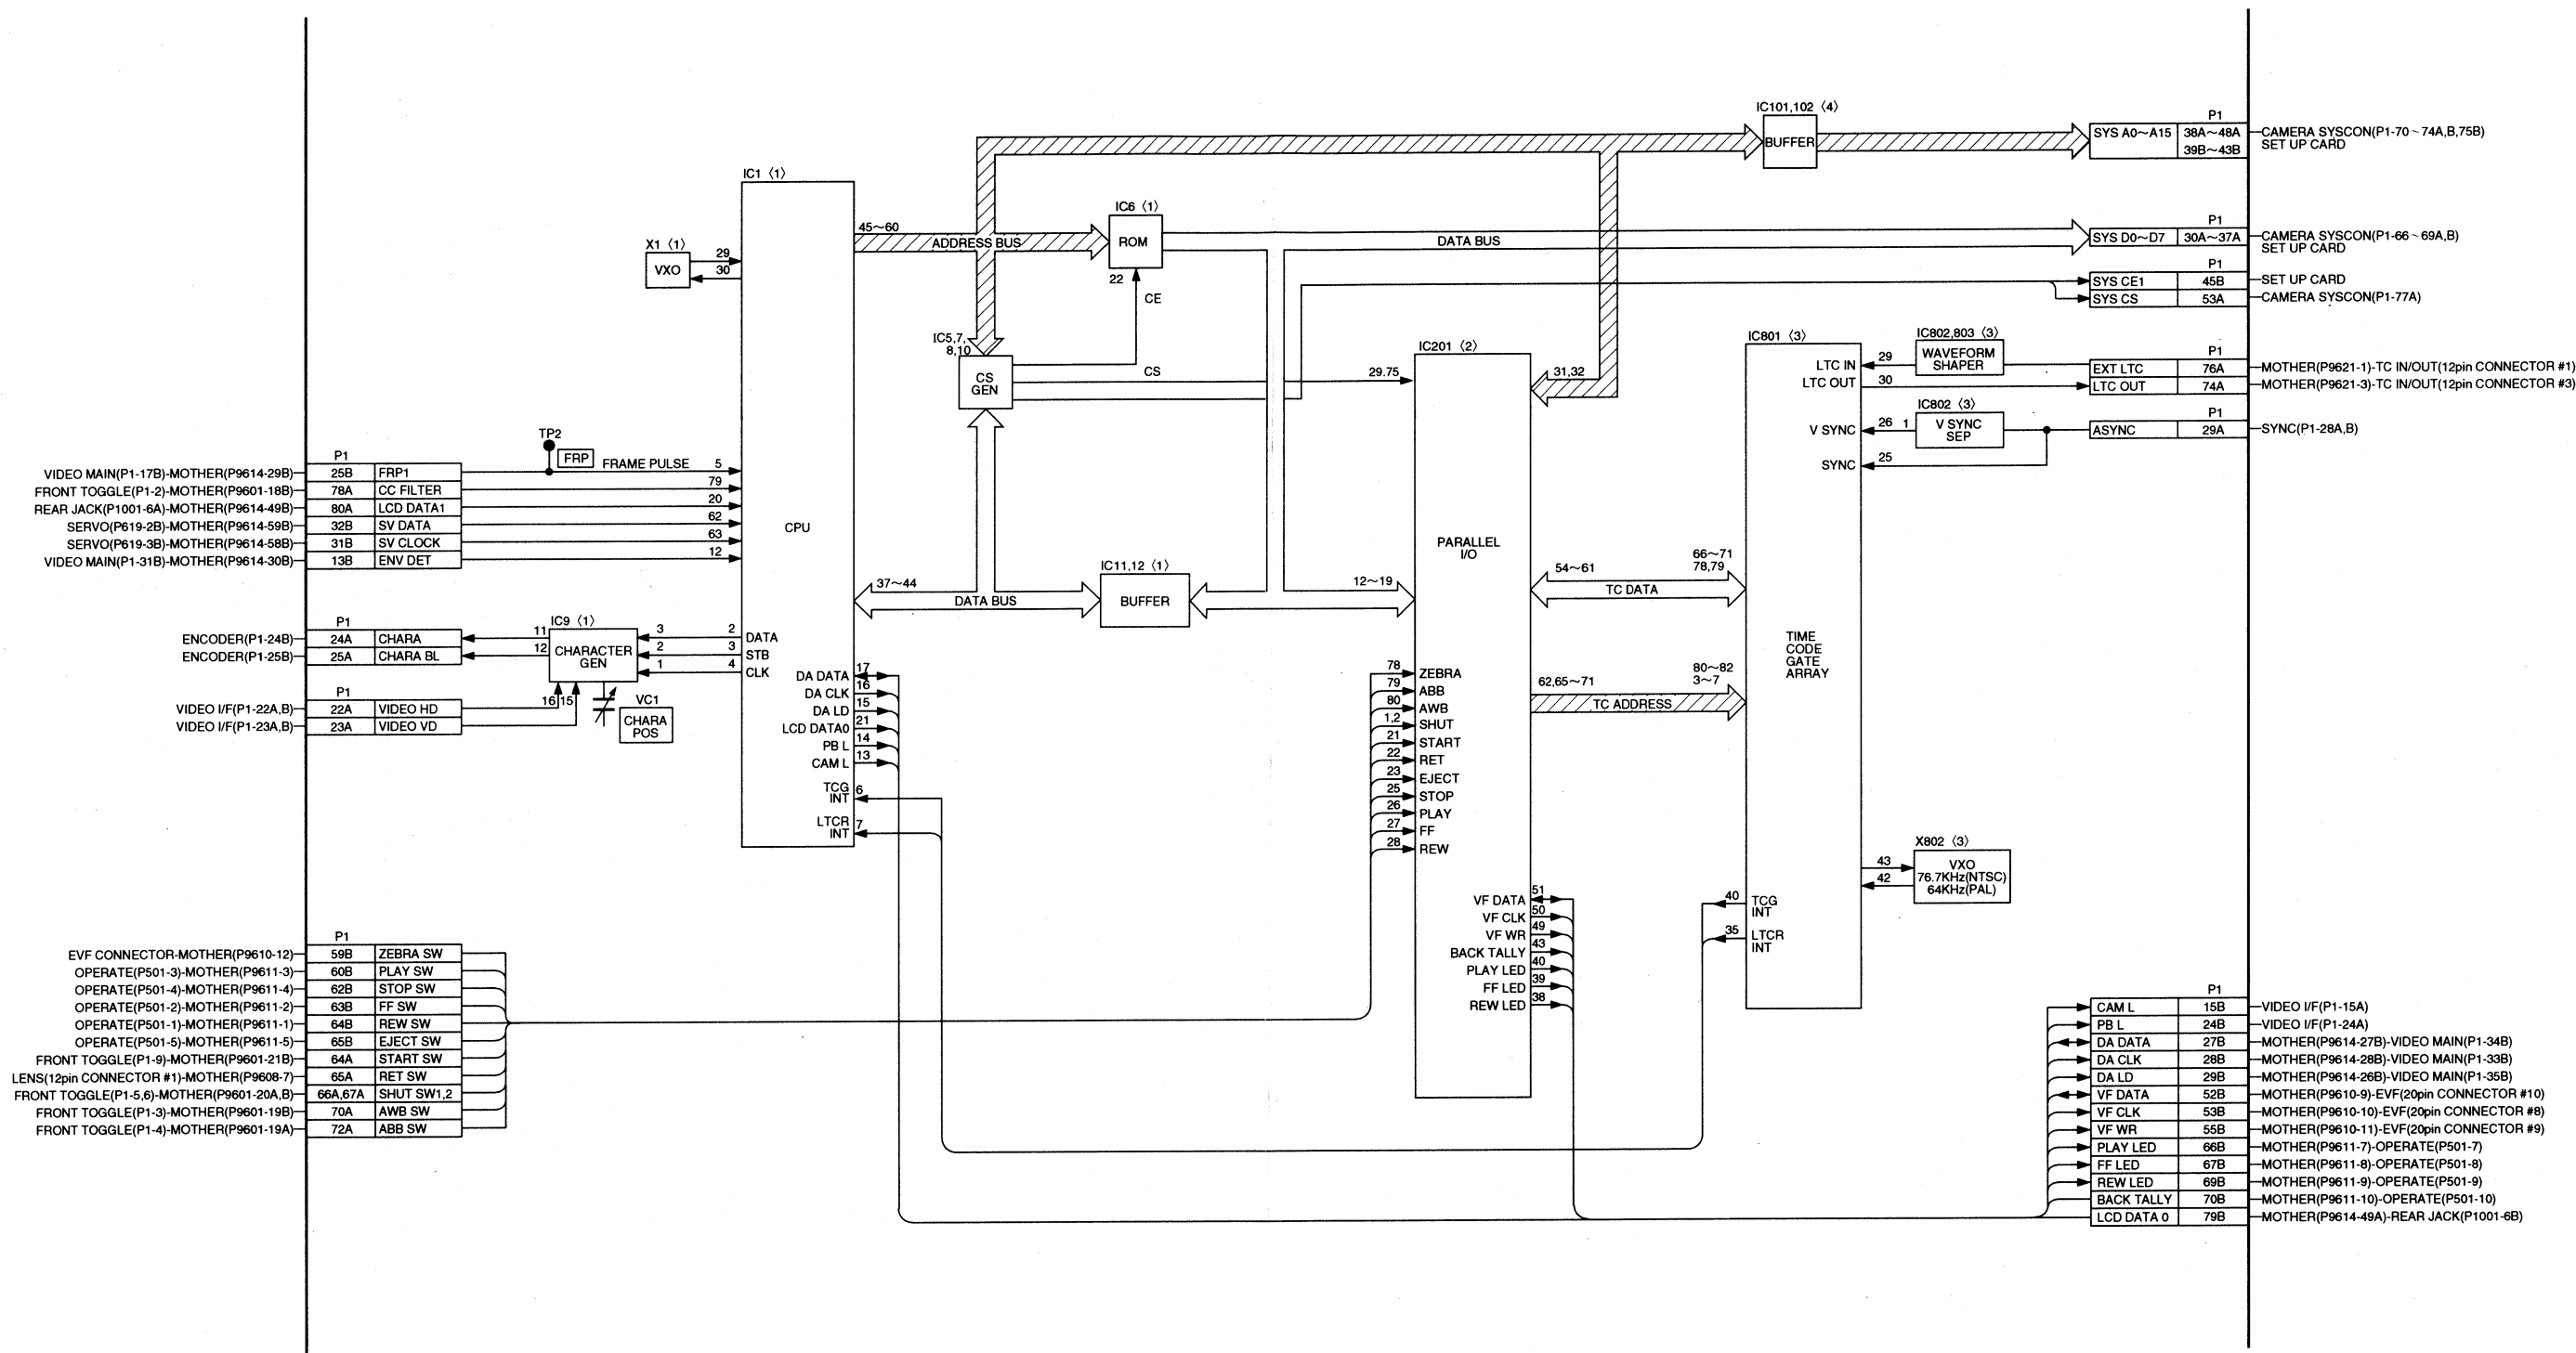 IC101,102 〈4〉
BUFFER
P1
SYS A0～A15 38A～48A
39B～43B
CAMERA SYSCON(P1-70～74A,B,75B)
SET UP CARD
IC1 〈1〉
CPU
45～60
ADDRESS BUS
IC6 〈1〉
ROM
22
CE
DATA BUS
P1
SYS D0～D7 30A～37A
CAMERA SYSCON(P1-66～69A,B)
SET UP CARD
X1 〈1〉
VXO
29
30
P1
SYS CE1 45B SET UP CARD
SYS CS 53A CAMERA SYSCON(P1-77A)
IC5,7,
8,10
CS
GEN
CS
29.75
IC201 〈2〉
31,32
PARALLEL
I/O
IC801 〈3〉
LTC IN
LTC OUT
V SYNC
SYNC
29
30
26
1
25
IC802,803 〈3〉
WAVEFORM
SHAPER
IC802 〈3〉
V SYNC
SEP
P1
EXT LTC 76A MOTHER(P9621-1)-TC IN/OUT(12pin CONNECTOR #1)
LTC OUT 74A MOTHER(P9621-3)-TC IN/OUT(12pin CONNECTOR #3)
P1
ASYNC 29A SYNC(P1-28A,B)
TP2
FRP
FRAME PULSE
P1
VIDEO MAIN(P1-17B)-MOTHER(P9614-29B) 25B FRP1 5
FRONT TOGGLE(P1-2)-MOTHER(P9601-18B) 78A CC FILTER 79
REAR JACK(P1001-6A)-MOTHER(P9614-49B) 80A LCD DATA1 20
SERVO(P619-2B)-MOTHER(P9614-59B) 32B SV DATA 62
SERVO(P619-3B)-MOTHER(P9614-58B) 31B SV CLOCK 63
VIDEO MAIN(P1-31B)-MOTHER(P9614-30B) 13B ENV DET 12
37～44
DATA BUS
IC11,12 〈1〉
BUFFER
12～19
54～61
66～71
78,79
TC DATA
TIME
CODE
GATE
ARRAY
62,65～71
80～82
3～7
TC ADDRESS
P1
ENCODER(P1-24B) 24A CHARA 11
ENCODER(P1-25B) 25A CHARA BL 12
IC9 〈1〉
CHARACTER
GEN
3 2 DATA
2 3 STB
1 4 CLK
16 15
VC1
CHARA
POS
P1
VIDEO I/F(P1-22A,B) 22A VIDEO HD
VIDEO I/F(P1-23A,B) 23A VIDEO VD
DA DATA 17
DA CLK 16
DA LD 15
LCD DATA0 21
PB L 14
CAM L 13
TCG
INT 6
LTCR
INT 7
78 ZEBRA
79 ABB
80 AWB
1,2 SHUT
21 START
22 RET
23 EJECT
25 STOP
26 PLAY
27 FF
28 REW
VF DATA 51
VF CLK 50
VF WR 49
BACK TALLY 43
PLAY LED 40
FF LED 39
REW LED 38
X802 〈3〉
43
42
VXO
76.7KHz(NTSC)
64KHz(PAL)
40 TCG
INT
35 LTCR
INT
P1
EVF CONNECTOR-MOTHER(P9610-12) 59B ZEBRA SW
OPERATE(P501-3)-MOTHER(P9611-3) 60B PLAY SW
OPERATE(P501-4)-MOTHER(P9611-4) 62B STOP SW
OPERATE(P501-2)-MOTHER(P9611-2) 63B FF SW
OPERATE(P501-1)-MOTHER(P9611-1) 64B REW SW
OPERATE(P501-5)-MOTHER(P9611-5) 65B EJECT SW
FRONT TOGGLE(P1-9)-MOTHER(P9601-21B) 64A START SW
LENS(12pin CONNECTOR #1)-MOTHER(P9608-7) 65A RET SW
FRONT TOGGLE(P1-5,6)-MOTHER(P9601-20A,B) 66A,67A SHUT SW1,2
FRONT TOGGLE(P1-3)-MOTHER(P9601-19B) 70A AWB SW
FRONT TOGGLE(P1-4)-MOTHER(P9601-19A) 72A ABB SW
P1
CAM L 15B VIDEO I/F(P1-15A)
PB L 24B VIDEO I/F(P1-24A)
DA DATA 27B MOTHER(P9614-27B)-VIDEO MAIN(P1-34B)
DA CLK 28B MOTHER(P9614-28B)-VIDEO MAIN(P1-33B)
DA LD 29B MOTHER(P9614-26B)-VIDEO MAIN(P1-35B)
VF DATA 52B MOTHER(P9610-9)-EVF(20pin CONNECTOR #10)
VF CLK 53B MOTHER(P9610-10)-EVF(20pin CONNECTOR #8)
VF WR 55B MOTHER(P9610-11)-EVF(20pin CONNECTOR #9)
PLAY LED 66B MOTHER(P9611-7)-OPERATE(P501-7)
FF LED 67B MOTHER(P9611-8)-OPERATE(P501-8)
REW LED 69B MOTHER(P9611-9)-OPERATE(P501-9)
BACK TALLY 70B MOTHER(P9611-10)-OPERATE(P501-10)
LCD DATA 0 79B MOTHER(P9614-49A)-REAR JACK(P1001-6B)